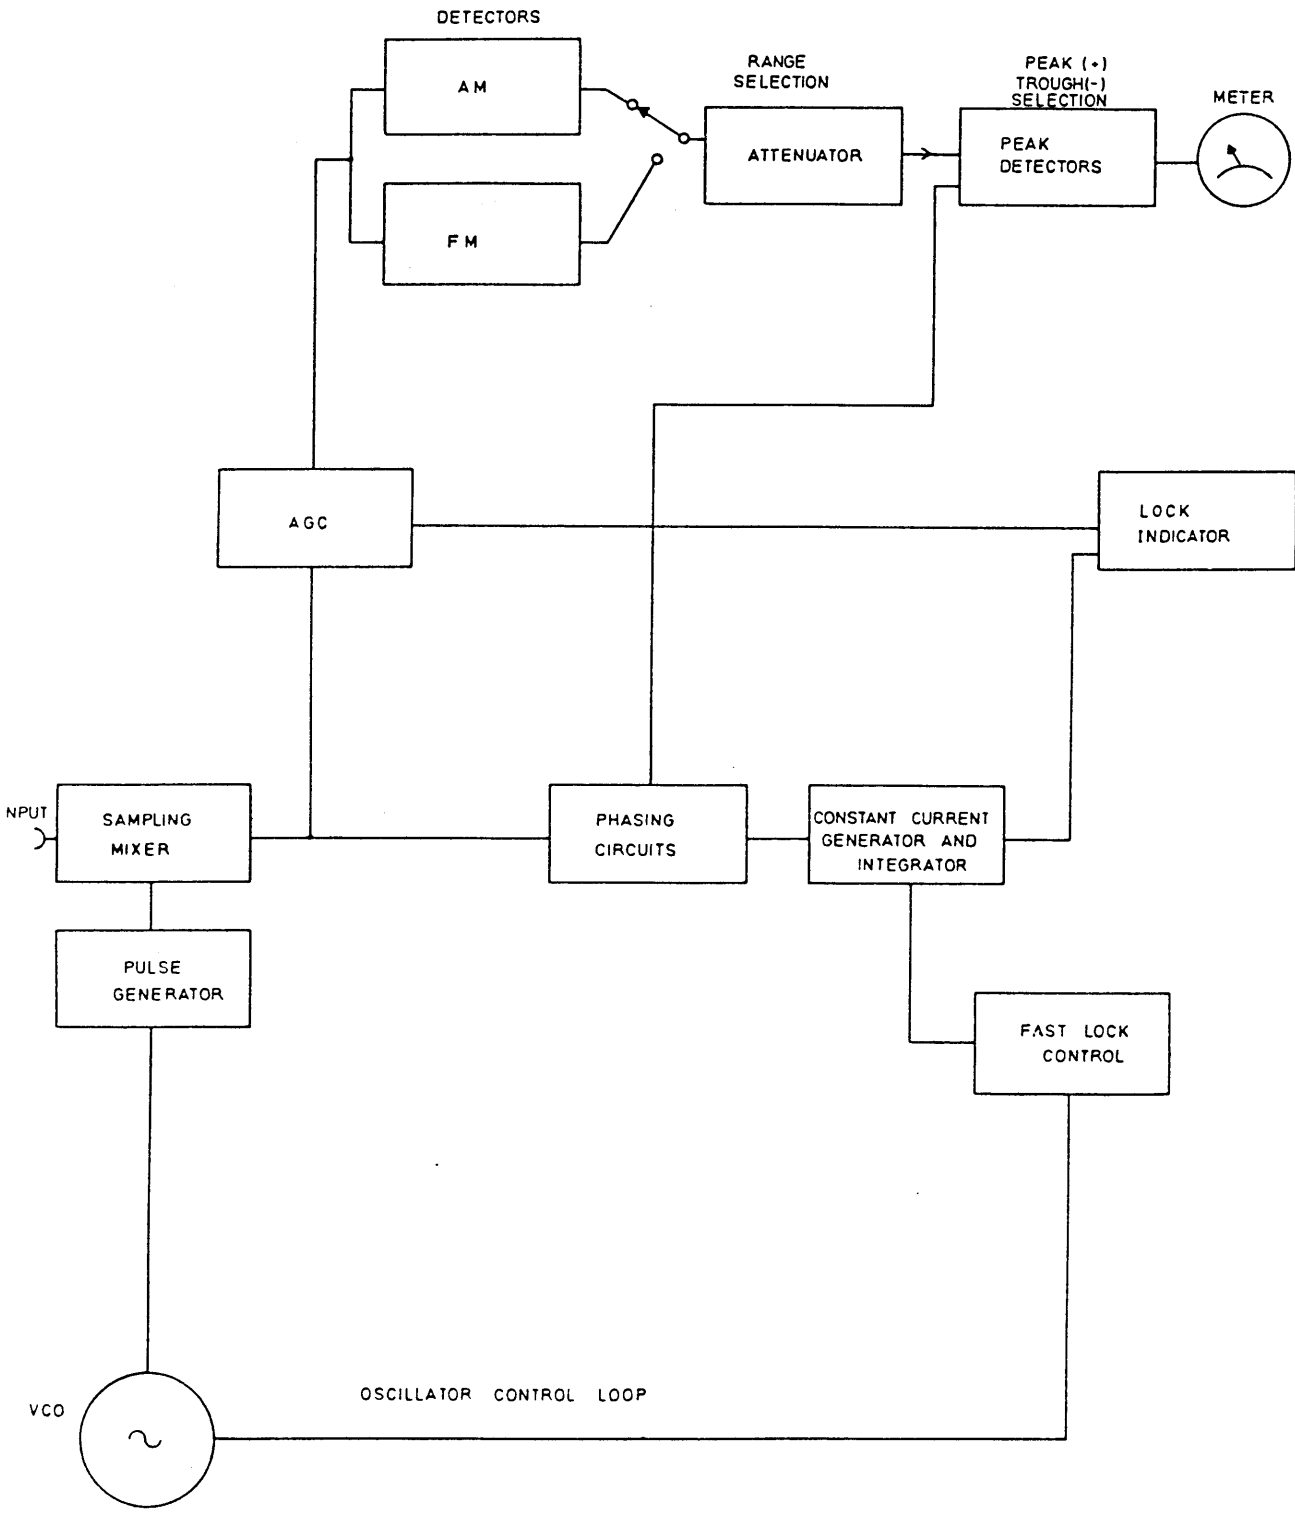 DETECTORS
AM
RANGE
SELECTION
PEAK (+)
TROUGH(-)
SELECTION
METER
ATTENUATOR
PEAK
DETECTORS
FM
AGC
LOCK
INDICATOR
NPUT
SAMPLING
MIXER
PHASING
CIRCUITS
CONSTANT CURRENT
GENERATOR AND
INTEGRATOR
PULSE
GENERATOR
FAST LOCK
CONTROL
VCO
OSCILLATOR CONTROL LOOP